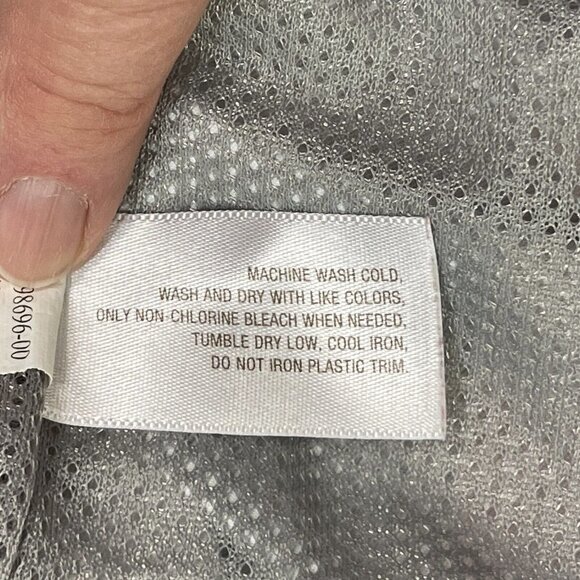 MACHINE WASH COLD,
WASH AND DRY WITH LIKE COLORS,
ONLY NON-CHLORINE BLEACH WHEN NEEDED,
TUMBLE DRY LOW, COOL IRON,
DO NOT IRON PLASTIC TRIM.